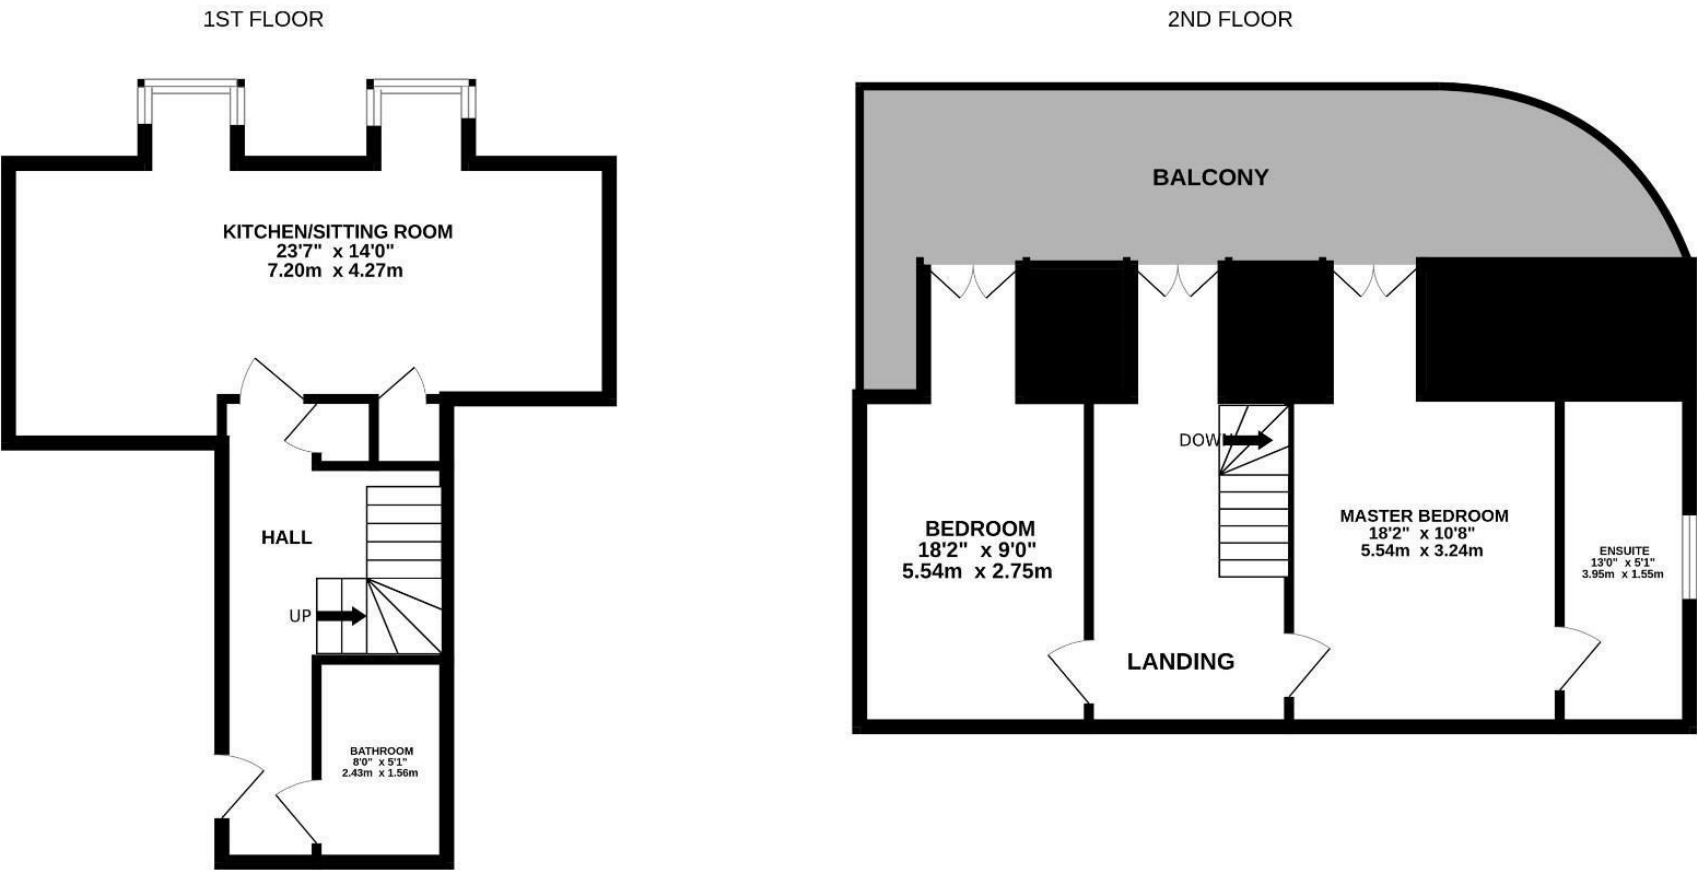 1ST FLOOR
2ND FLOOR
KITCHEN/SITTING ROOM
23'7" x 14'0"
7.20m x 4.27m
HALL
UP
BATHROOM
8'0" x 5'1"
2.43m x 1.56m
BALCONY
DOWN
BEDROOM
18'2" x 9'0"
5.54m x 2.75m
MASTER BEDROOM
18'2" x 10'8"
5.54m x 3.24m
ENSUITE
13'0" x 5'1"
3.95m x 1.55m
LANDING